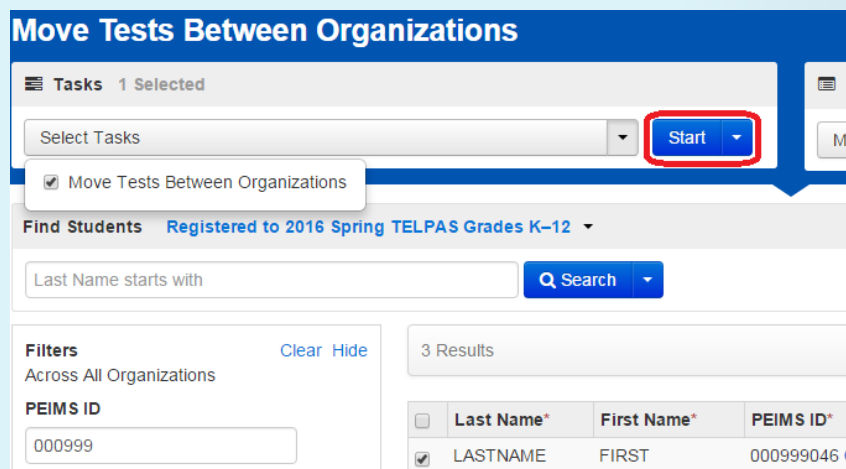 Move Tests Between Organizations
Tasks 1 Selected
Select Tasks
Start
Move Tests Between Organizations
Find Students Registered to 2016 Spring TELPAS Grades K–12
Last Name starts with
Search
Filters
Clear Hide
Across All Organizations
PEIMS ID
000999
3 Results
Last Name* First Name* PEIMS ID*
LASTNAME FIRST 000999046